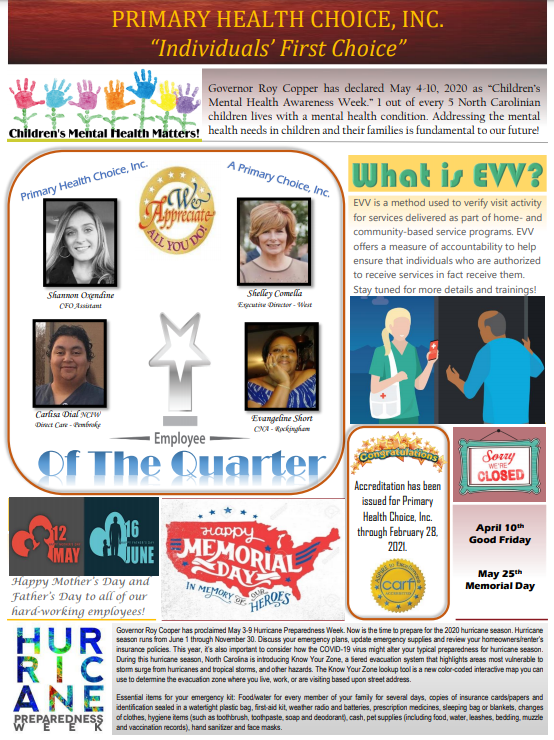 PRIMARY HEALTH CHOICE, INC.
“Individuals’ First Choice”
Children's Mental Health Matters!
Governor Roy Copper has declared May 4-10, 2020 as “Children’s
Mental Health Awareness Week.” 1 out of every 5 North Carolinian
children lives with a mental health condition. Addressing the mental
health needs in children and their families is fundamental to our future!
Primary Health Choice, Inc.
A Primary Choice, Inc.
We
Appreciate
ALL YOU DO!
Shannon Oxendine
CFO Assistant
Shelley Comella
Executive Director - West
Carlisa Dial NCIW
Direct Care - Pembroke
Evangeline Short
CNA - Rockingham
Employee
Of The Quarter
What is EVV?
EVV is a method used to verify visit activity
for services delivered as part of home- and
community-based service programs. EVV
offers a measure of accountability to help
ensure that individuals who are authorized
to receive services in fact receive them.
Stay tuned for more details and trainings!
Congratulations
Accreditation has been
issued for Primary
Health Choice, Inc.
through February 28,
2021.
ASPIRE to Excellence
carf
Sorry
WE'RE
CLOSED
April 10th
Good Friday
May 25th
Memorial Day
12
MAY
16
JUNE
Happy Mother’s Day and
Father’s Day to all of our
hard-working employees!
HAPPY
MEMORIAL
DAY
IN MEMORY OF OUR
HEROES
HUR
RIC
ANE
PREPAREDNESS
WEEK
Governor Roy Cooper has proclaimed May 3-9 Hurricane Preparedness Week. Now is the time to prepare for the 2020 hurricane season. Hurricane
season runs from June 1 through November 30. Discuss your emergency plans, update emergency supplies and review your homeowners/renter's
insurance policies. This year, it's also important to consider how the COVID-19 virus might alter your typical preparedness for hurricane season.
During this hurricane season, North Carolina is introducing Know Your Zone, a tiered evacuation system that highlights areas most vulnerable to
storm surge from hurricanes and tropical storms, and other hazards. The Know Your Zone lookup tool is a new color-coded interactive map you can
use to determine the evacuation zone where you live, work, or are visiting based upon street address.
Essential items for your emergency kit: Food/water for every member of your family for several days, copies of insurance cards/papers and
identification sealed in a watertight plastic bag, first-aid kit, weather radio and batteries, prescription medicines, sleeping bag or blankets, changes
of clothes, hygiene items (such as toothbrush, toothpaste, soap and deodorant), cash, pet supplies (including food, water, leashes, bedding, muzzle
and vaccination records), hand sanitizer and face masks.